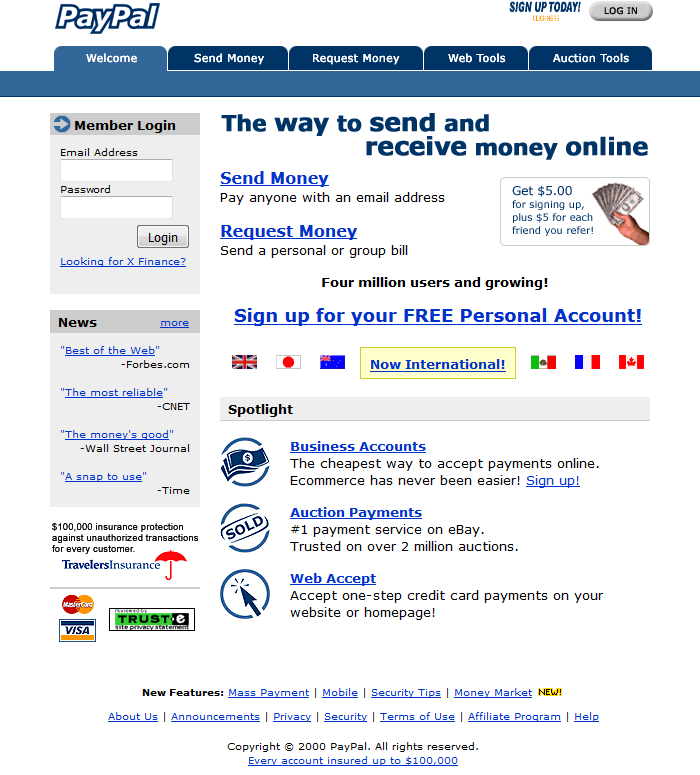 PayPal
SIGN UP TODAY!
CLICK HERE
LOG IN
Welcome
Send Money
Request Money
Web Tools
Auction Tools
Member Login
Email Address
Password
Login
Looking for X Finance?
News
more
"Best of the Web"
-Forbes.com
"The most reliable"
-CNET
"The money's good"
-Wall Street Journal
"A snap to use"
-Time
$100,000 insurance protection
against unauthorized transactions
for every customer.
TravelersInsurance
MasterCard
VISA
reviewed by
TRUSTe
site privacy statement
The way to send and
receive money online
Send Money
Pay anyone with an email address
Request Money
Send a personal or group bill
Get $5.00
for signing up,
plus $5 for each
friend you refer!
Four million users and growing!
Sign up for your FREE Personal Account!
Now International!
Spotlight
Business Accounts
The cheapest way to accept payments online.
Ecommerce has never been easier! Sign up!
SOLD
Auction Payments
#1 payment service on eBay.
Trusted on over 2 million auctions.
Web Accept
Accept one-step credit card payments on your
website or homepage!
New Features: Mass Payment | Mobile | Security Tips | Money Market NEW!
About Us | Announcements | Privacy | Security | Terms of Use | Affiliate Program | Help
Copyright © 2000 PayPal. All rights reserved.
Every account insured up to $100,000